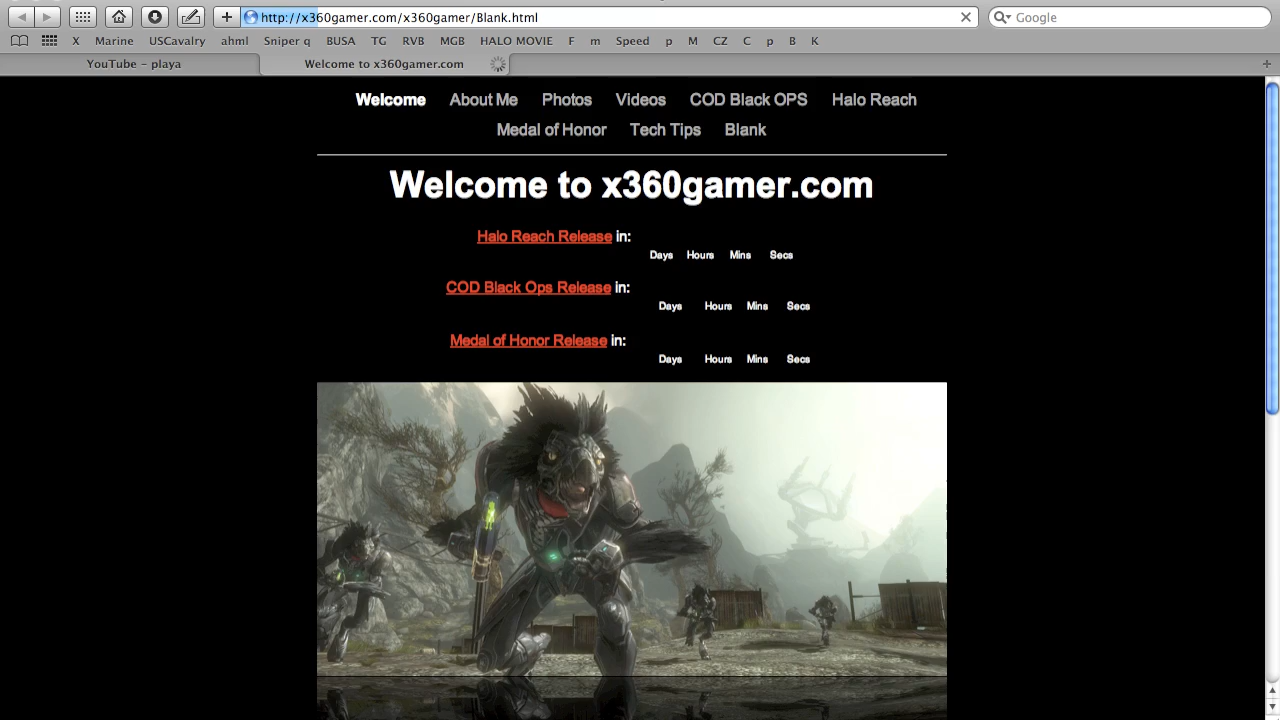 http://x360gamer.com/x360gamer/Blank.html
Google
X Marine USCavalry ahml Sniper q BUSA TG RVB MGB HALO MOVIE F m Speed p M CZ C p B K
YouTube - playa
Welcome to x360gamer.com
Welcome About Me Photos Videos COD Black OPS Halo Reach
Medal of Honor Tech Tips Blank
Welcome to x360gamer.com
Halo Reach Release in:
Days Hours Mins Secs
COD Black Ops Release in:
Days Hours Mins Secs
Medal of Honor Release in:
Days Hours Mins Secs